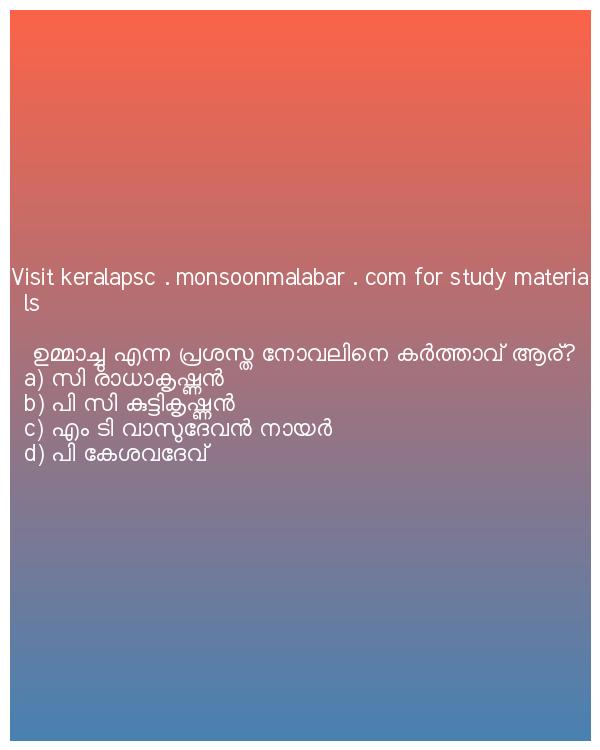 Visit keralapsc . monsoonmalabar . com for study materia
ls
ഉമ്മാച്ചു എന്ന പ്രശസ്ത നോവലിനെ കർത്താവ് ആര്?
a) സി രാധാകൃഷ്ണൻ
b) പി സി കുട്ടികൃഷ്ണൻ
c) എം ടി വാസുദേവൻ നായർ
d) പി കേശവദേവ്